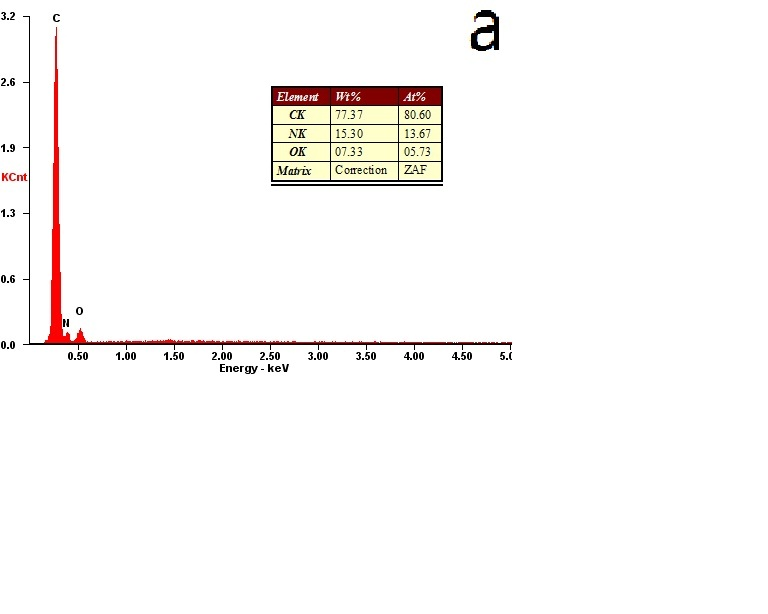 a
3.2
C
2.6
Element Wt% At%
CK 77.37 80.60
NK 15.30 13.67
OK 07.33 05.73
Matrix Correction ZAF
1.9
KCnt
1.3
0.6
O
N
0.0
0.50 1.00 1.50 2.00 2.50 3.00 3.50 4.00 4.50 5.0
Energy - keV